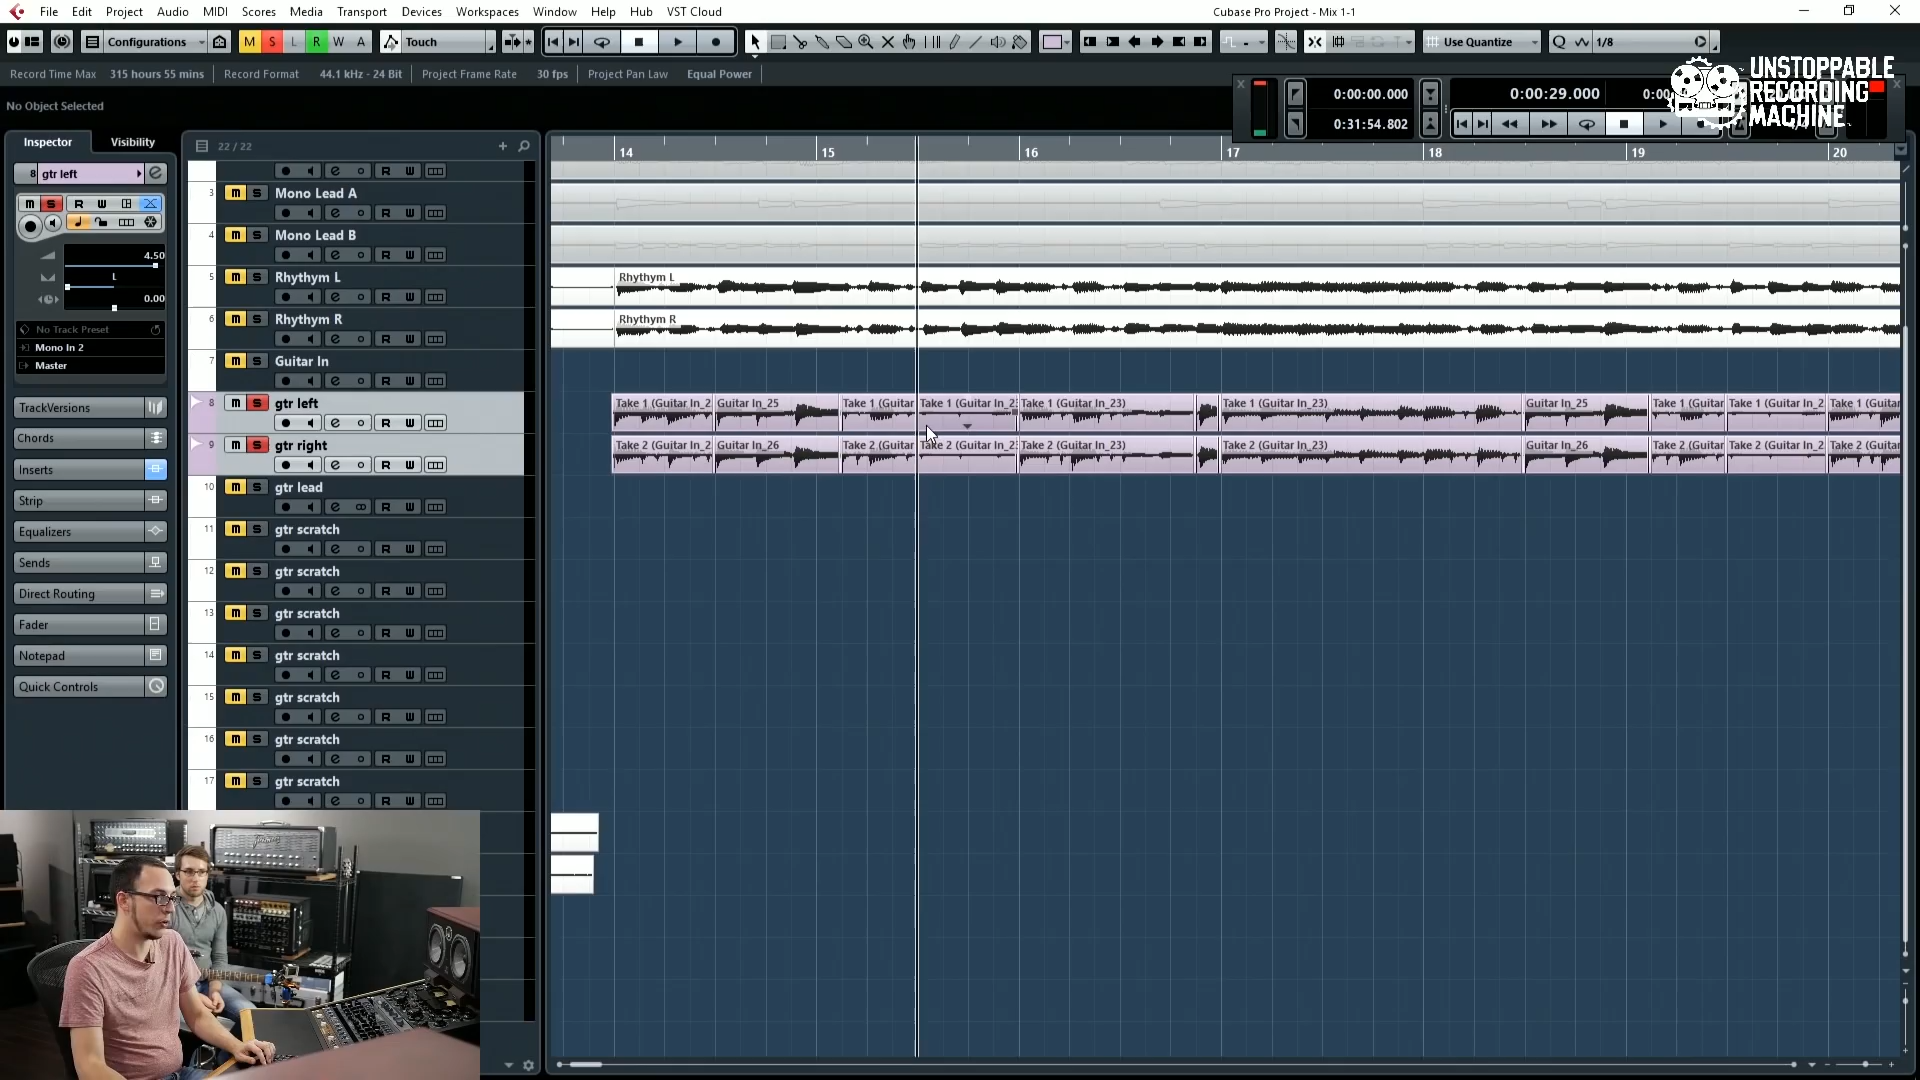 File Edit Project Audio MIDI Scores Media Transport Devices Workspaces Window Help Hub VST Cloud
Cubase Pro Project - Mix 1-1
M S L R W A
Configurations
Touch
Use Quantize
Q 1/8
Record Time Max 315 hours 55 mins Record Format 44.1 kHz - 24 Bit Project Frame Rate 30 fps Project Pan Law Equal Power
No Object Selected
0:00:00.000
0:31:54.802
0:00:29.000
UNSTOPPABLE
RECORDING
MACHINE
Inspector Visibility
22 / 22
14 15 16 17 18 19 20
8 gtr left
m S R W
4.50
L
0.00
No Track Preset
Mono In 2
Master
TrackVersions
Chords
Inserts
Strip
Equalizers
Sends
Direct Routing
Fader
Notepad
Quick Controls
3 m S Mono Lead A
4 m S Mono Lead B
5 m S Rhythym L
6 m S Rhythym R
7 m S Guitar In
8 m S gtr left
9 m S gtr right
10 m S gtr lead
11 m S gtr scratch
12 m S gtr scratch
13 m S gtr scratch
14 m S gtr scratch
15 m S gtr scratch
16 m S gtr scratch
17 m S gtr scratch
Rhythym L
Rhythym R
Take 1 (Guitar In_2 Guitar In_25 Take 1 (Guitar Take 1 (Guitar In_2 Take 1 (Guitar In_23) Take 1 (Guitar In_23) Guitar In_25 Take 1 (Guitar Take 1 (Guitar In_2 Take 1 (Guitar
Take 2 (Guitar In_2 Guitar In_26 Take 2 (Guitar Take 2 (Guitar In_2 Take 2 (Guitar In_23) Take 2 (Guitar In_23) Guitar In_26 Take 2 (Guitar Take 2 (Guitar In_2 Take 2 (Guitar